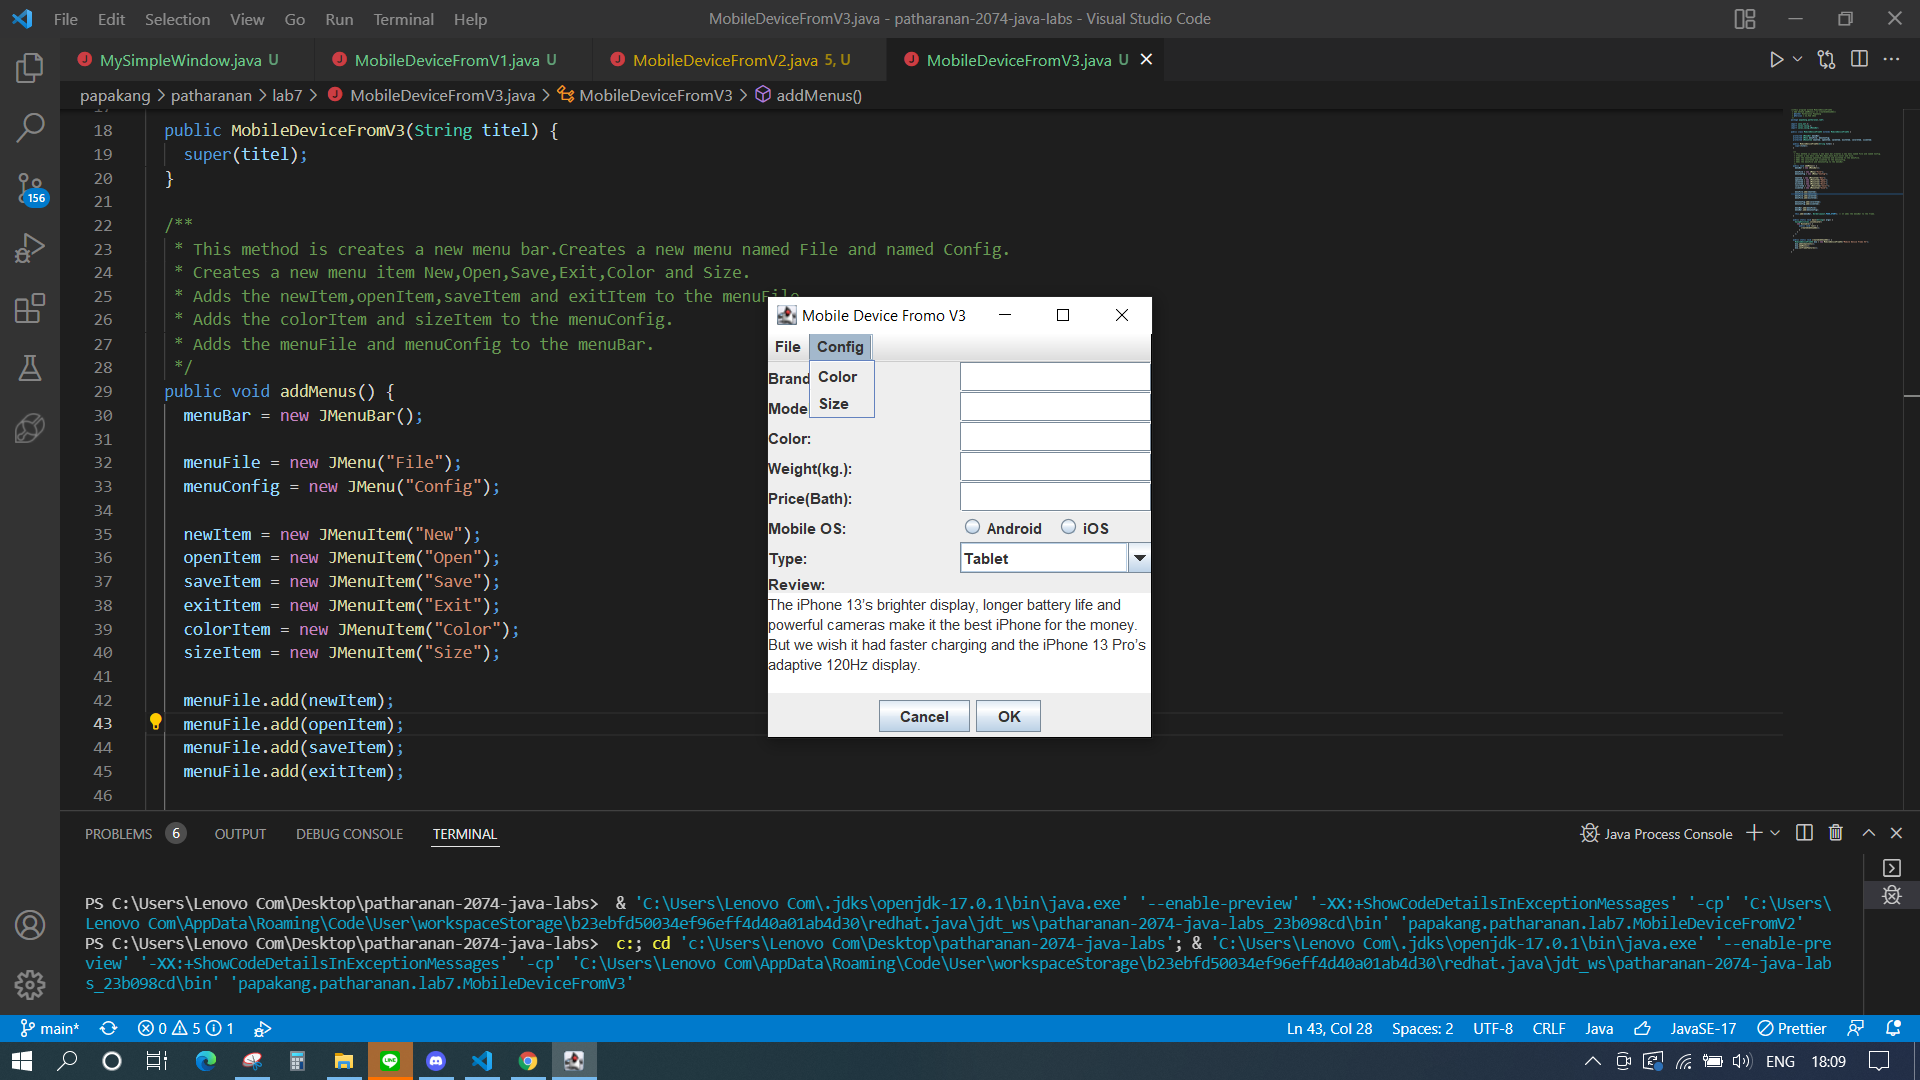 File Edit Selection View Go Run Terminal Help MobileDeviceFromV3.java - patharanan-2074-java-labs - Visual Studio Code
MySimpleWindow.java U MobileDeviceFromV1.java U MobileDeviceFromV2.java 5, U MobileDeviceFromV3.java U
papakang > patharanan > lab7 > MobileDeviceFromV3.java > MobileDeviceFromV3 > addMenus()
18 public MobileDeviceFromV3(String titel) {
19 super(titel);
20 }
21
22 /**
23 * This method is creates a new menu bar.Creates a new menu named File and named Config.
24 * Creates a new menu item New,Open,Save,Exit,Color and Size.
25 * Adds the newItem,openItem,saveItem and exitItem to the menuFile
26 * Adds the colorItem and sizeItem to the menuConfig.
27 * Adds the menuFile and menuConfig to the menuBar.
28 */
29 public void addMenus() {
30 menuBar = new JMenuBar();
31
32 menuFile = new JMenu("File");
33 menuConfig = new JMenu("Config");
34
35 newItem = new JMenuItem("New");
36 openItem = new JMenuItem("Open");
37 saveItem = new JMenuItem("Save");
38 exitItem = new JMenuItem("Exit");
39 colorItem = new JMenuItem("Color");
40 sizeItem = new JMenuItem("Size");
41
42 menuFile.add(newItem);
43 menuFile.add(openItem);
44 menuFile.add(saveItem);
45 menuFile.add(exitItem);
46
Mobile Device Fromo V3
File Config
Color
Size
Brand
Mode
Color:
Weight(kg.):
Price(Bath):
Mobile OS: Android iOS
Type: Tablet
Review:
The iPhone 13's brighter display, longer battery life and
powerful cameras make it the best iPhone for the money.
But we wish it had faster charging and the iPhone 13 Pro's
adaptive 120Hz display.
Cancel OK
156
PROBLEMS 6 OUTPUT DEBUG CONSOLE TERMINAL Java Process Console
PS C:\Users\Lenovo Com\Desktop\patharanan-2074-java-labs> & 'C:\Users\Lenovo Com\.jdks\openjdk-17.0.1\bin\java.exe' '--enable-preview' '-XX:+ShowCodeDetailsInExceptionMessages' '-cp' 'C:\Users\
Lenovo Com\AppData\Roaming\Code\User\workspaceStorage\b23ebfd50034ef96eff4d40a01ab4d30\redhat.java\jdt_ws\patharanan-2074-java-labs_23b098cd\bin' 'papakang.patharanan.lab7.MobileDeviceFromV2'
PS C:\Users\Lenovo Com\Desktop\patharanan-2074-java-labs> c:; cd 'c:\Users\Lenovo Com\Desktop\patharanan-2074-java-labs'; & 'C:\Users\Lenovo Com\.jdks\openjdk-17.0.1\bin\java.exe' '--enable-pre
view' '-XX:+ShowCodeDetailsInExceptionMessages' '-cp' 'C:\Users\Lenovo Com\AppData\Roaming\Code\User\workspaceStorage\b23ebfd50034ef96eff4d40a01ab4d30\redhat.java\jdt_ws\patharanan-2074-java-lab
s_23b098cd\bin' 'papakang.patharanan.lab7.MobileDeviceFromV3'
main* 0 5 1 Ln 43, Col 28 Spaces: 2 UTF-8 CRLF Java JavaSE-17 Prettier
LINE ENG 18:09